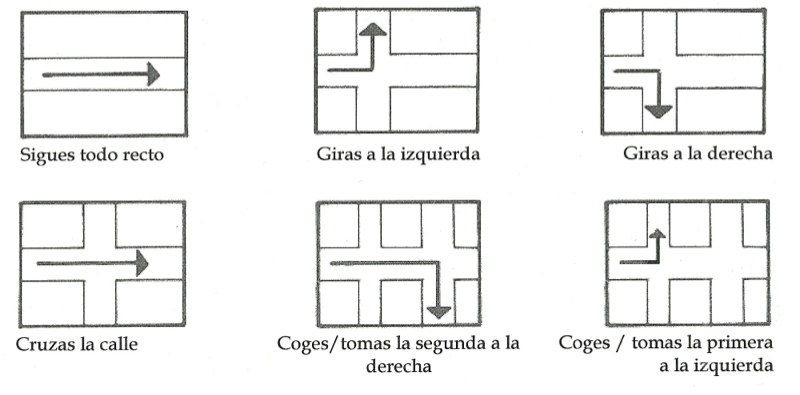 Sigues todo recto
Giras a la izquierda
Giras a la derecha
Cruzas la calle
Coges/tomas la segunda a la
derecha
Coges / tomas la primera
a la izquierda